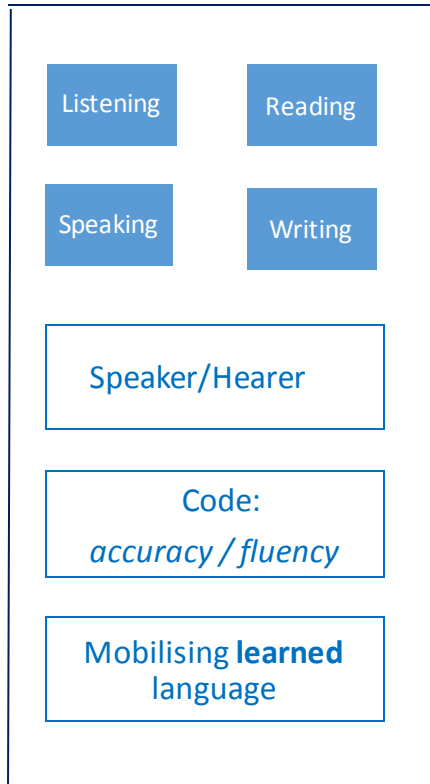 Listening
Reading
Speaking
Writing
Speaker/Hearer
Code:
accuracy / fluency
Mobilising learned
language